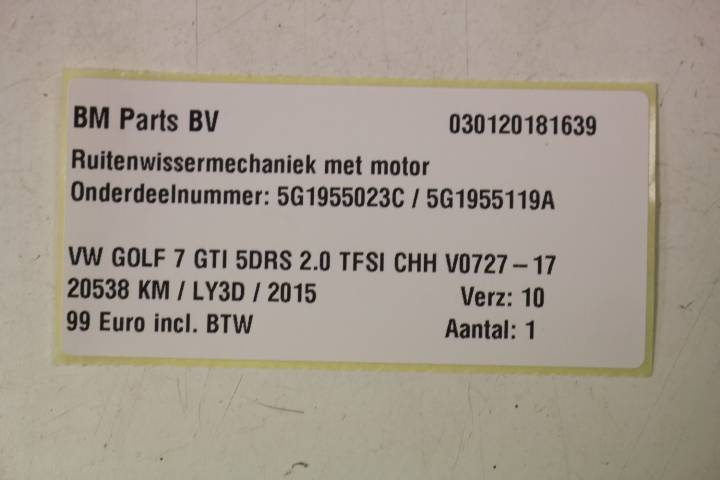 BM Parts BV 030120181639
Ruitenwissermechaniek met motor
Onderdeelnummer: 5G1955023C / 5G1955119A
VW GOLF 7 GTI 5DRS 2.0 TFSI CHH V0727 – 17
20538 KM / LY3D / 2015 Verz: 10
99 Euro incl. BTW Aantal: 1